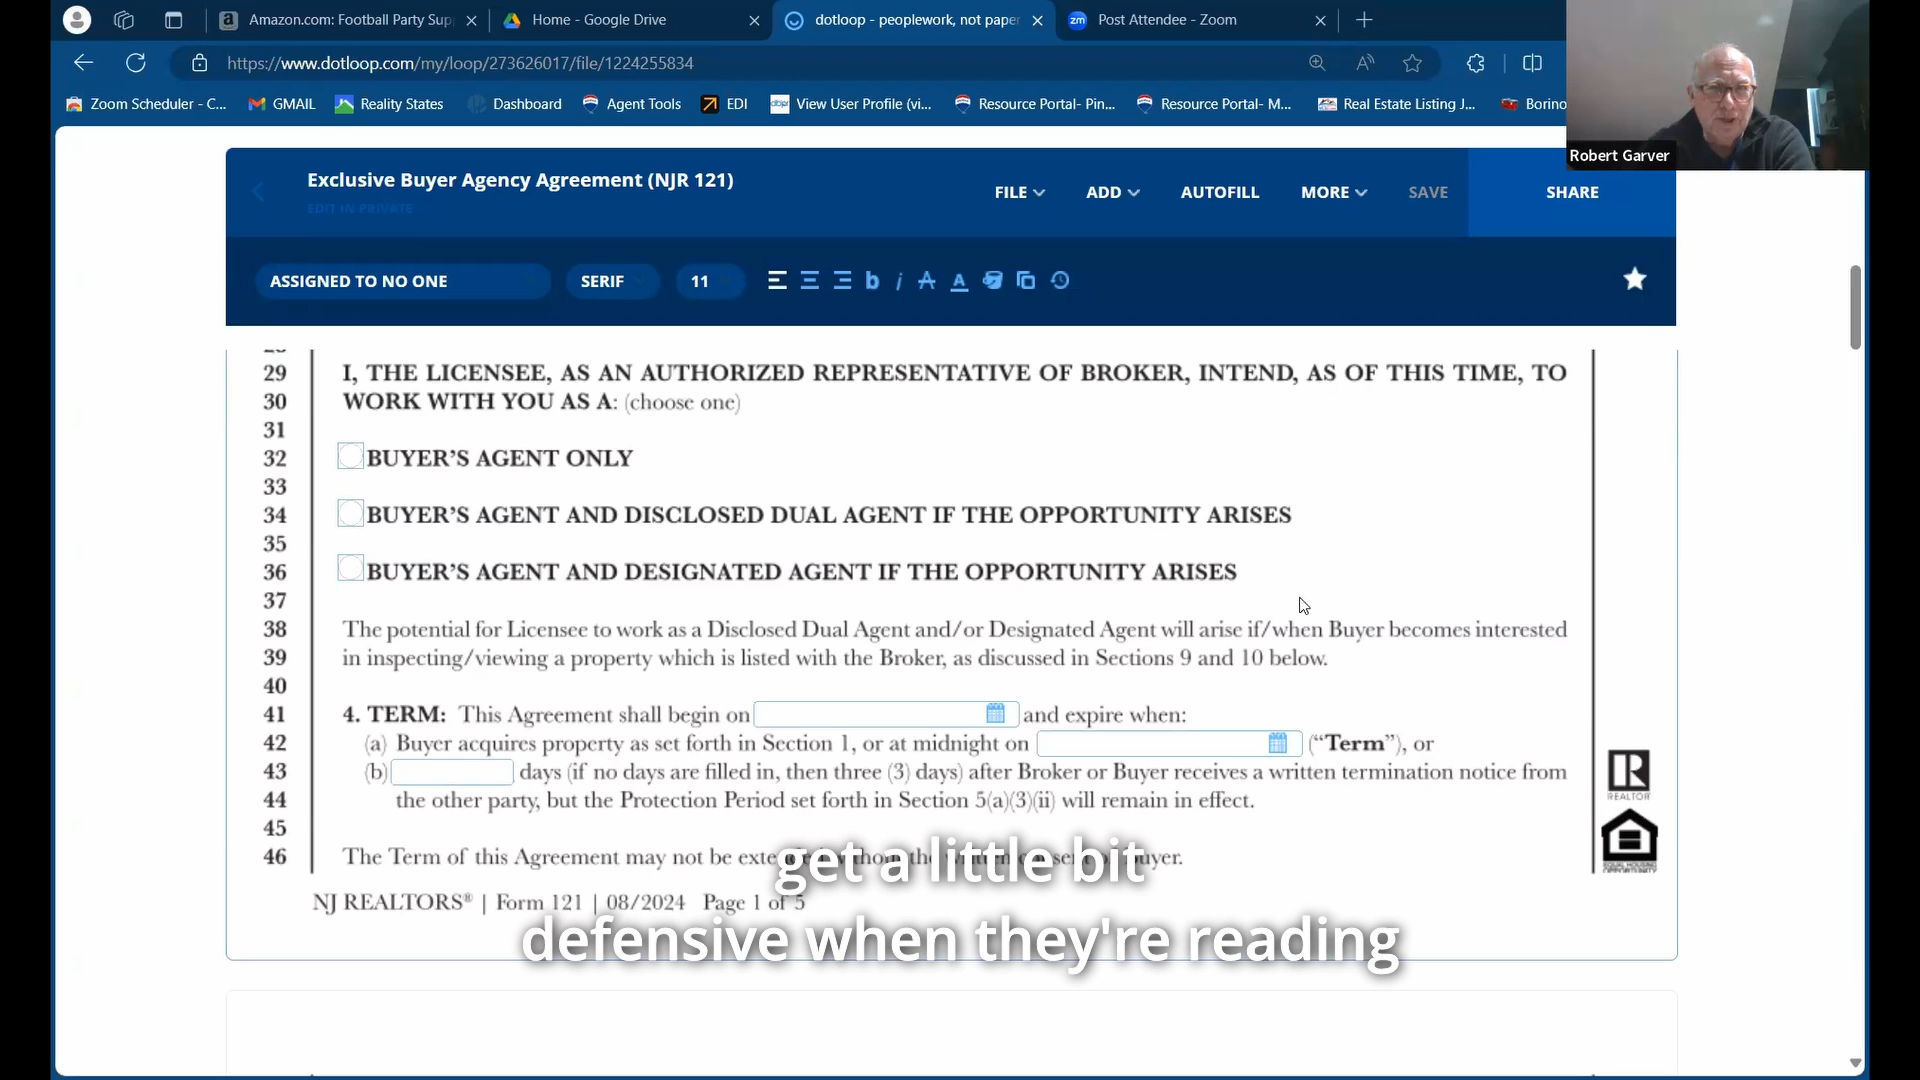 Amazon.com: Football Party Sup
Home - Google Drive
dotloop - peoplework, not pape
zm
Post Attendee - Zoom
https://www.dotloop.com/my/loop/273626017/file/1224255834
Zoom Scheduler - C...
GMAIL
Reality States
Dashboard
Agent Tools
EDI
View User Profile (vi...
Resource Portal- Pin...
Resource Portal- M...
Real Estate Listing J...
Borino
Robert Garver
Exclusive Buyer Agency Agreement (NJR 121)
EDIT IN PRIVATE
FILE
ADD
AUTOFILL
MORE
SAVE
SHARE
ASSIGNED TO NO ONE
SERIF
11
29 I, THE LICENSEE, AS AN AUTHORIZED REPRESENTATIVE OF BROKER, INTEND, AS OF THIS TIME, TO
30 WORK WITH YOU AS A: (choose one)
31
32 BUYER'S AGENT ONLY
33
34 BUYER'S AGENT AND DISCLOSED DUAL AGENT IF THE OPPORTUNITY ARISES
35
36 BUYER'S AGENT AND DESIGNATED AGENT IF THE OPPORTUNITY ARISES
37
38 The potential for Licensee to work as a Disclosed Dual Agent and/or Designated Agent will arise if/when Buyer becomes interested
39 in inspecting/viewing a property which is listed with the Broker, as discussed in Sections 9 and 10 below.
40
41 4. TERM: This Agreement shall begin on and expire when:
42 (a) Buyer acquires property as set forth in Section 1, or at midnight on ("Term"), or
43 (b) days (if no days are filled in, then three (3) days) after Broker or Buyer receives a written termination notice from
44 the other party, but the Protection Period set forth in Section 5(a)(3)(ii) will remain in effect.
45
46 The Term of this Agreement may not be Buyer.
REALTOR
EQUAL HOUSING
OPPORTUNITY
NJ REALTORS® | Form 121 | 08/2024 Page 1 of 5
get a little bit
defensive when they're reading